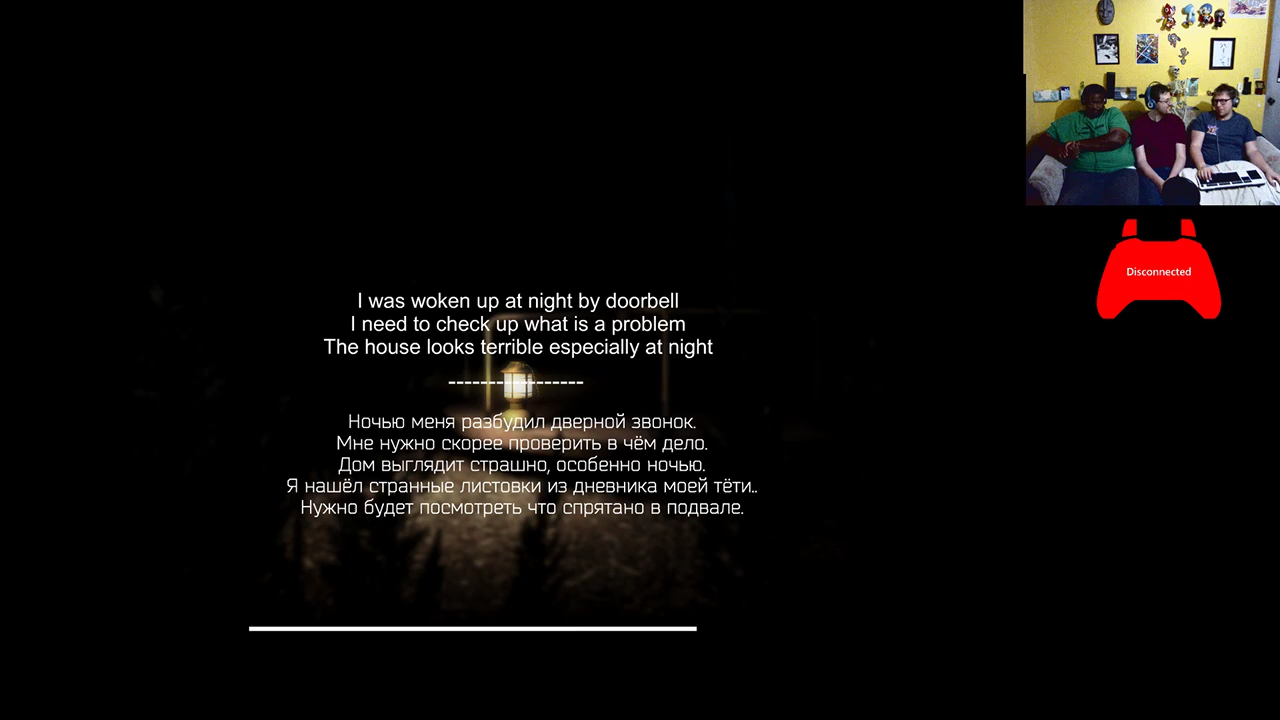 I was woken up at night by doorbell
I need to check up what is a problem
The house looks terrible especially at night
-----------------
Ночью меня разбудил дверной звонок.
Мне нужно скорее проверить в чём дело.
Дом выглядит страшно, особенно ночью.
Я нашёл странные листовки из дневника моей тёти..
Нужно будет посмотреть что спрятано в подвале.
Disconnected